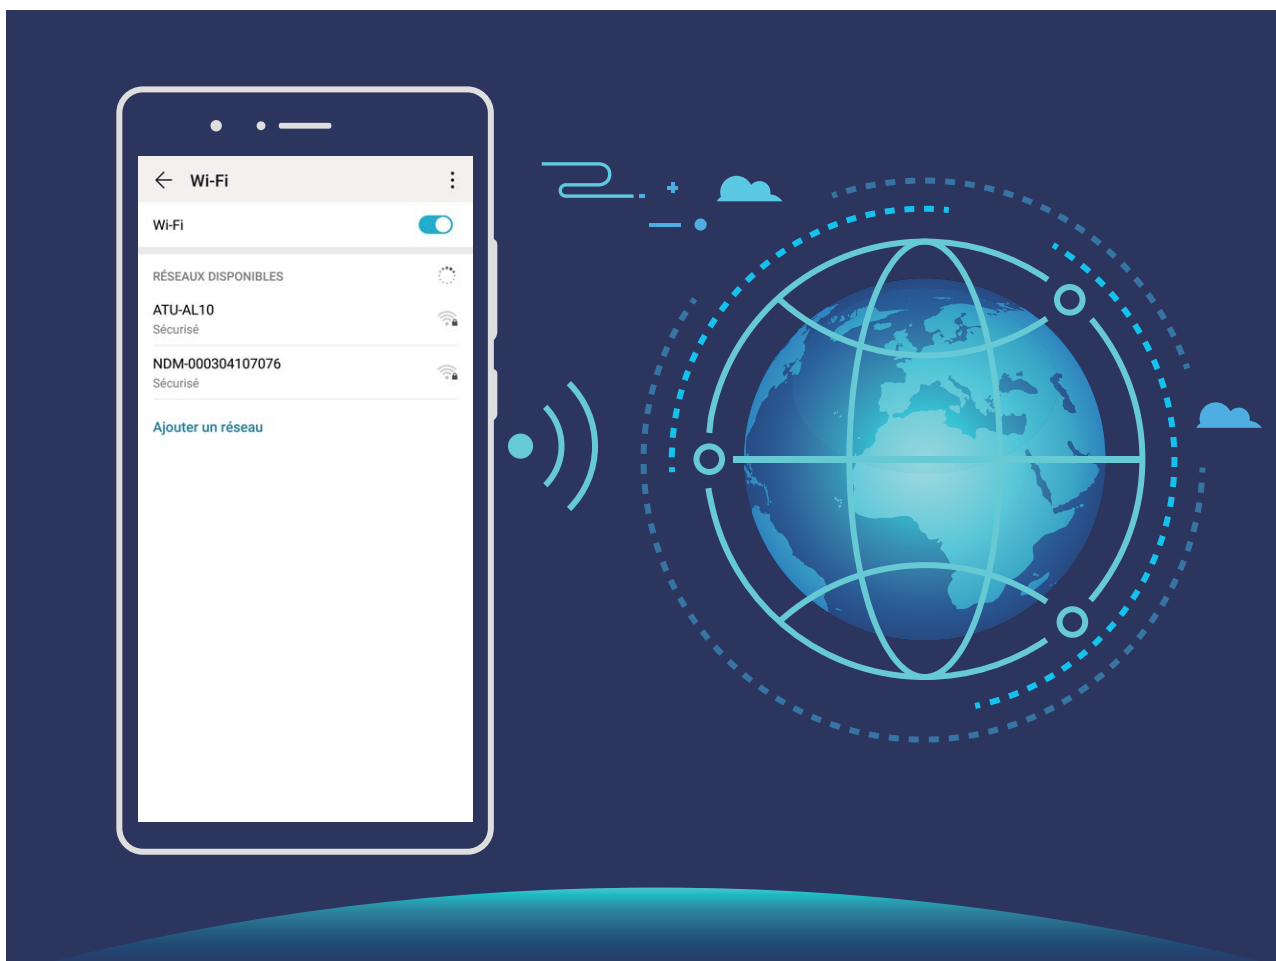 Wi-Fi
Wi-Fi
RÉSEAUX DISPONIBLES
ATU-AL10
Sécurisé
NDM-000304107076
Sécurisé
Ajouter un réseau